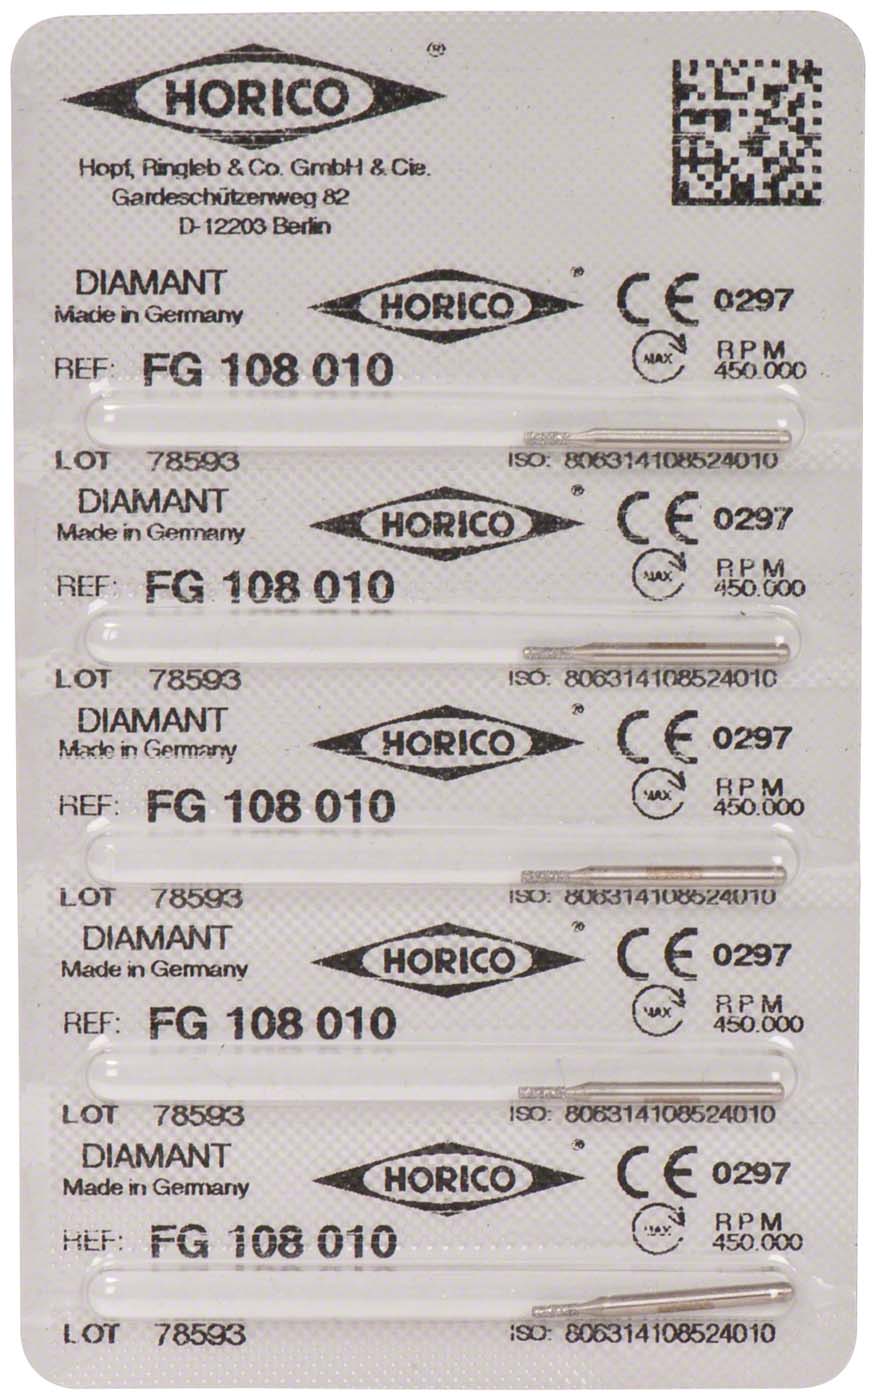 HORICO ®
Hopf, Ringleb & Co. GmbH & Cie.
Gardeschützenweg 82
D-12203 Berlin
DIAMANT HORICO ® CE 0297
Made in Germany
REF: FG 108 010 MAX RPM
450.000
LOT 78593 ISO: 806314108524010
DIAMANT HORICO ® CE 0297
Made in Germany
REF: FG 108 010 MAX RPM
450.000
LOT 78593 ISO: 806314108524010
DIAMANT HORICO ® CE 0297
Made in Germany
REF: FG 108 010 MAX RPM
450.000
LOT 78593 ISO: 806314108524010
DIAMANT HORICO ® CE 0297
Made in Germany
REF: FG 108 010 MAX RPM
450.000
LOT 78593 ISO: 806314108524010
DIAMANT HORICO ® CE 0297
Made in Germany
REF: FG 108 010 MAX RPM
450.000
LOT 78593 ISO: 806314108524010